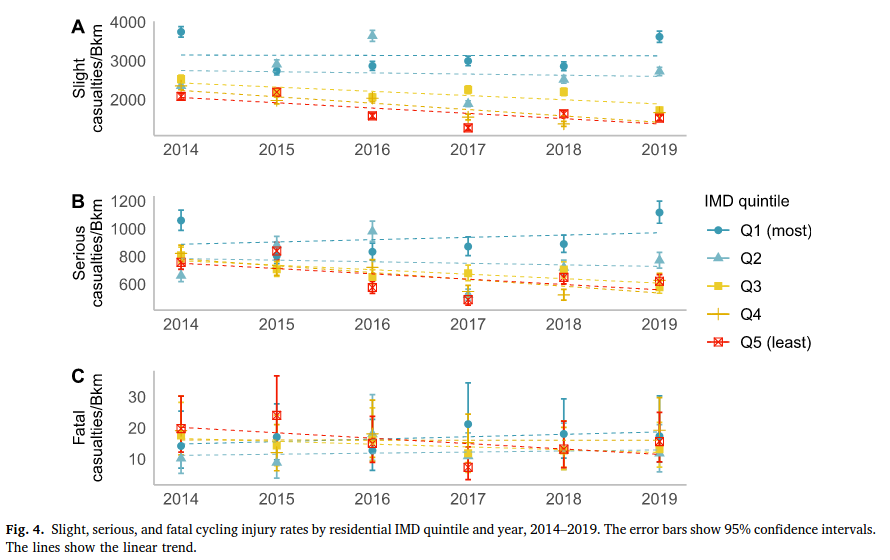 A
Slight
casualties/Bkm
4000
3000
2000
2014 2015 2016 2017 2018 2019
B
Serious
casualties/Bkm
1200
1000
800
600
2014 2015 2016 2017 2018 2019
IMD quintile
Q1 (most)
Q2
Q3
Q4
Q5 (least)
C
Fatal
casualties/Bkm
30
20
10
2014 2015 2016 2017 2018 2019
Fig. 4. Slight, serious, and fatal cycling injury rates by residential IMD quintile and year, 2014–2019. The error bars show 95% confidence intervals.
The lines show the linear trend.